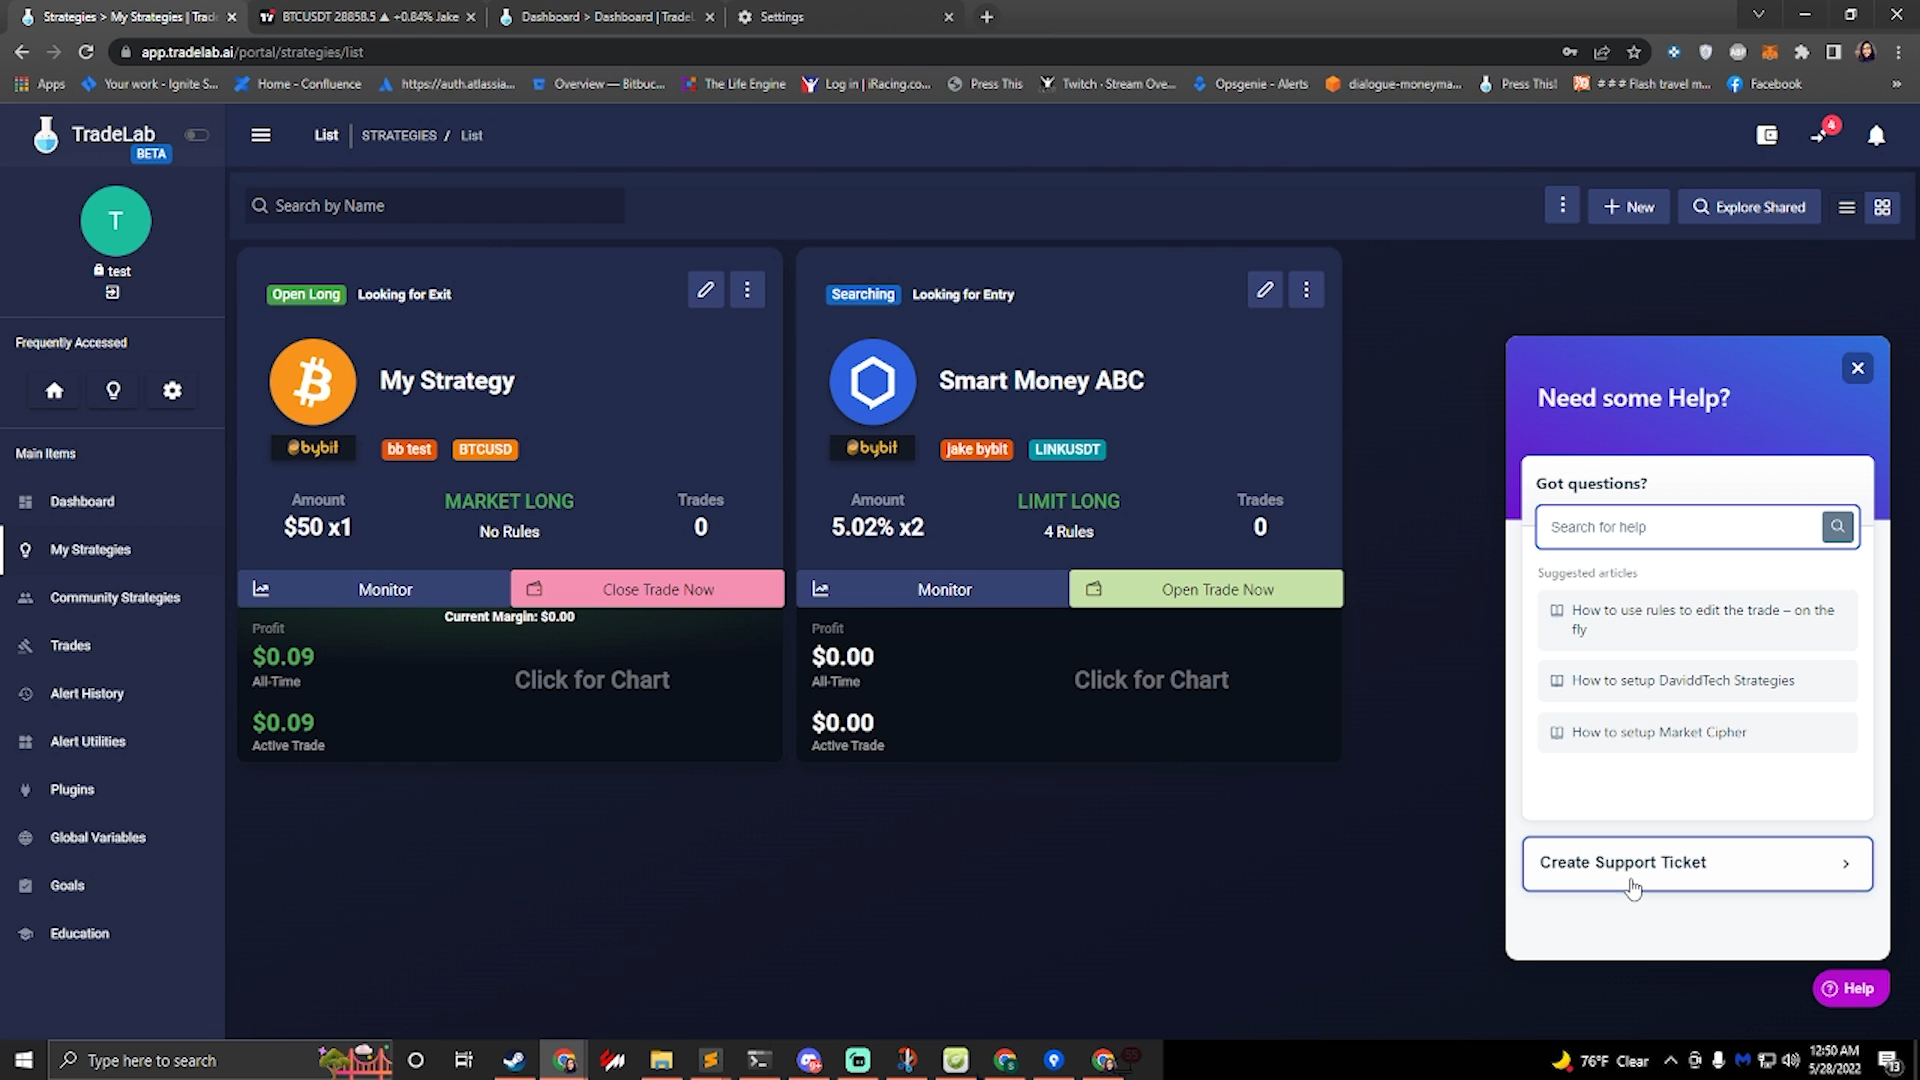 Strategies > My Strategies | Trade
BTCUSDT 28858.5 ▲ +0.84% Jake
Dashboard > Dashboard | TradeL
Settings
app.tradelab.ai/portal/strategies/list
Apps
Your work - Ignite S...
Home - Confluence
https://auth.atlassia...
Overview — Bitbuc...
The Life Engine
Log in | iRacing.co...
Press This
Twitch - Stream Ove...
Opsgenie - Alerts
dialogue-moneyma...
Press This!
###Flash travel m...
Facebook
»
TradeLab
BETA
List
STRATEGIES / List
4
T
test
Search by Name
+ New
Explore Shared
Frequently Accessed
Main Items
Dashboard
My Strategies
Community Strategies
Trades
Alert History
Alert Utilities
Plugins
Global Variables
Goals
Education
Open Long Looking for Exit
My Strategy
bybit
bb test BTCUSD
Amount MARKET LONG Trades
$50 x1 No Rules 0
Monitor
Close Trade Now
Current Margin: $0.00
Profit
$0.09
All-Time
Click for Chart
$0.09
Active Trade
Searching Looking for Entry
Smart Money ABC
bybit
jake bybit LINKUSDT
Amount LIMIT LONG Trades
5.02% x2 4 Rules 0
Monitor
Open Trade Now
Profit
$0.00
All-Time
Click for Chart
$0.00
Active Trade
Need some Help?
Got questions?
Search for help
Suggested articles
How to use rules to edit the trade – on the
fly
How to setup DaviddTech Strategies
How to setup Market Cipher
Create Support Ticket
Help
Type here to search
76°F Clear
12:50 AM
5/28/2022
13